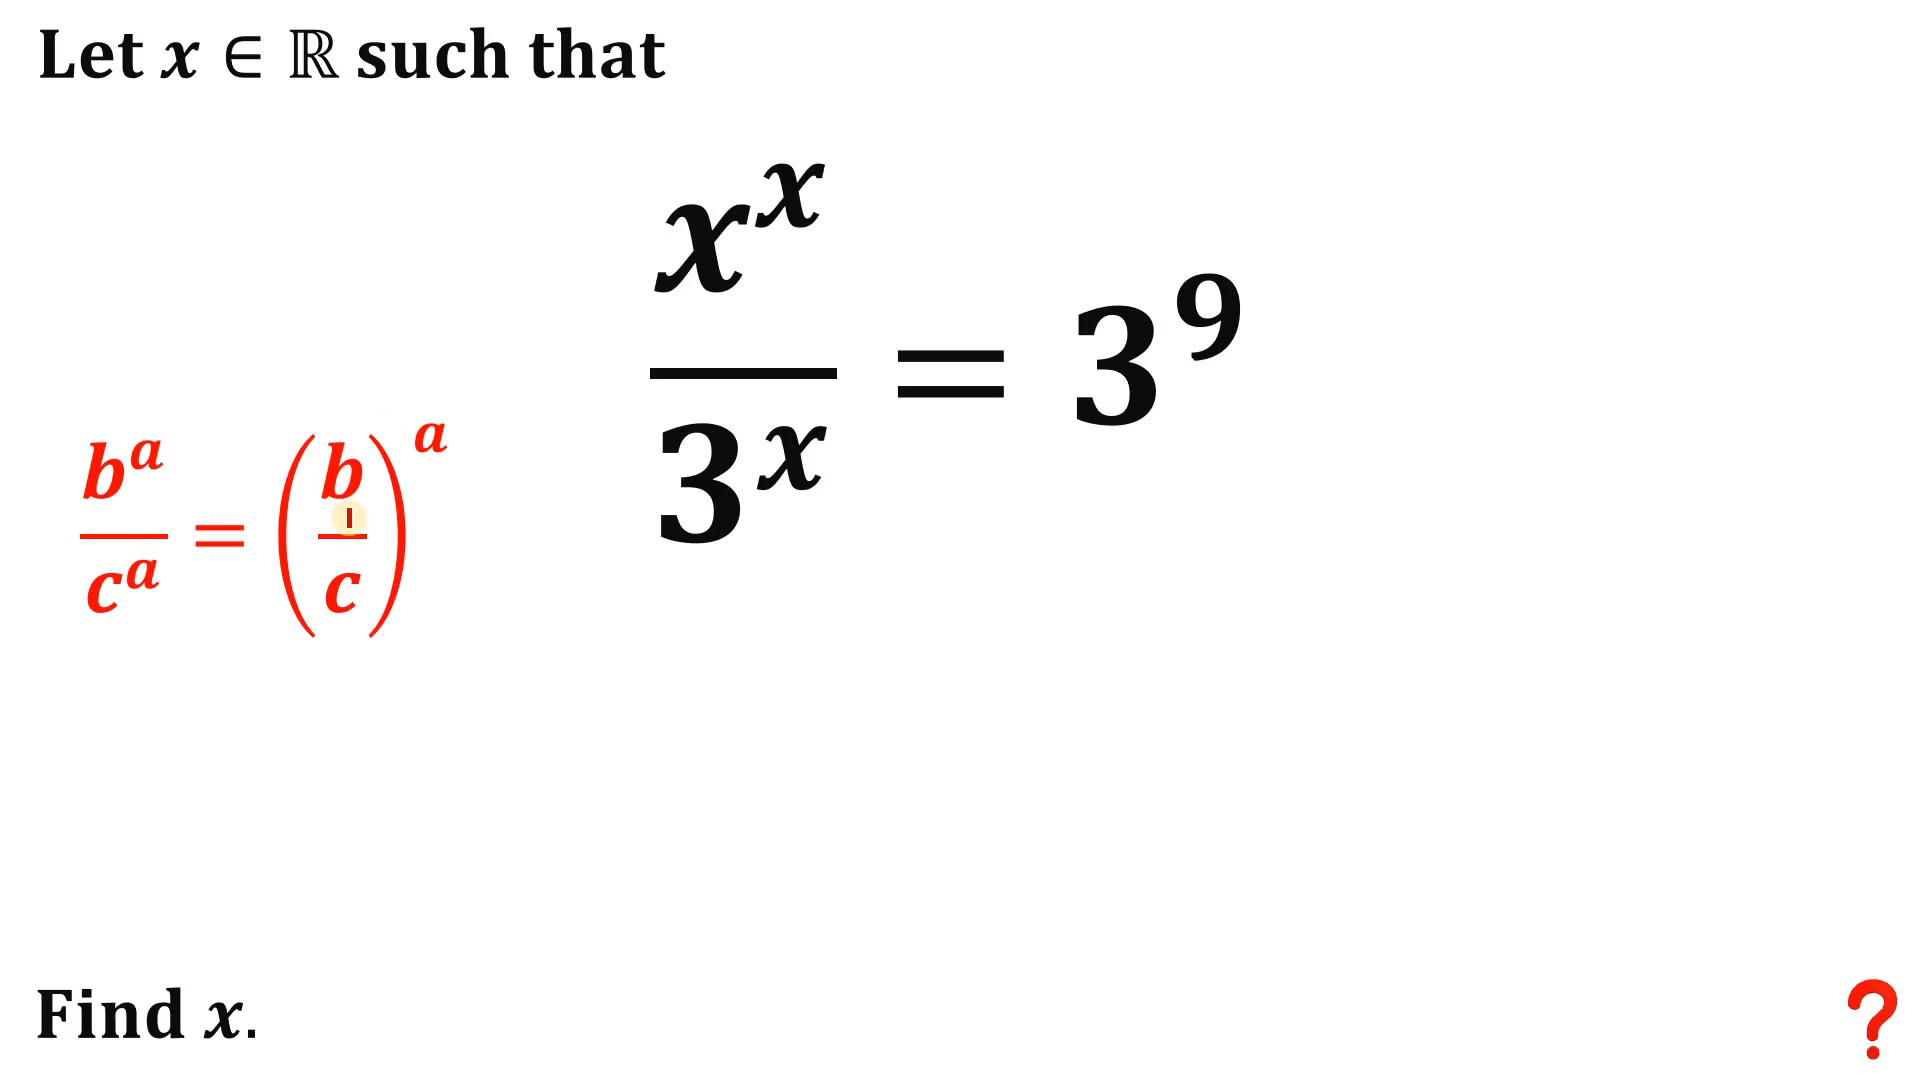 Let x ∈ ℝ such that
x^x / 3^x = 3^9
b^a / c^a = (b / c)^a
Find x.
?